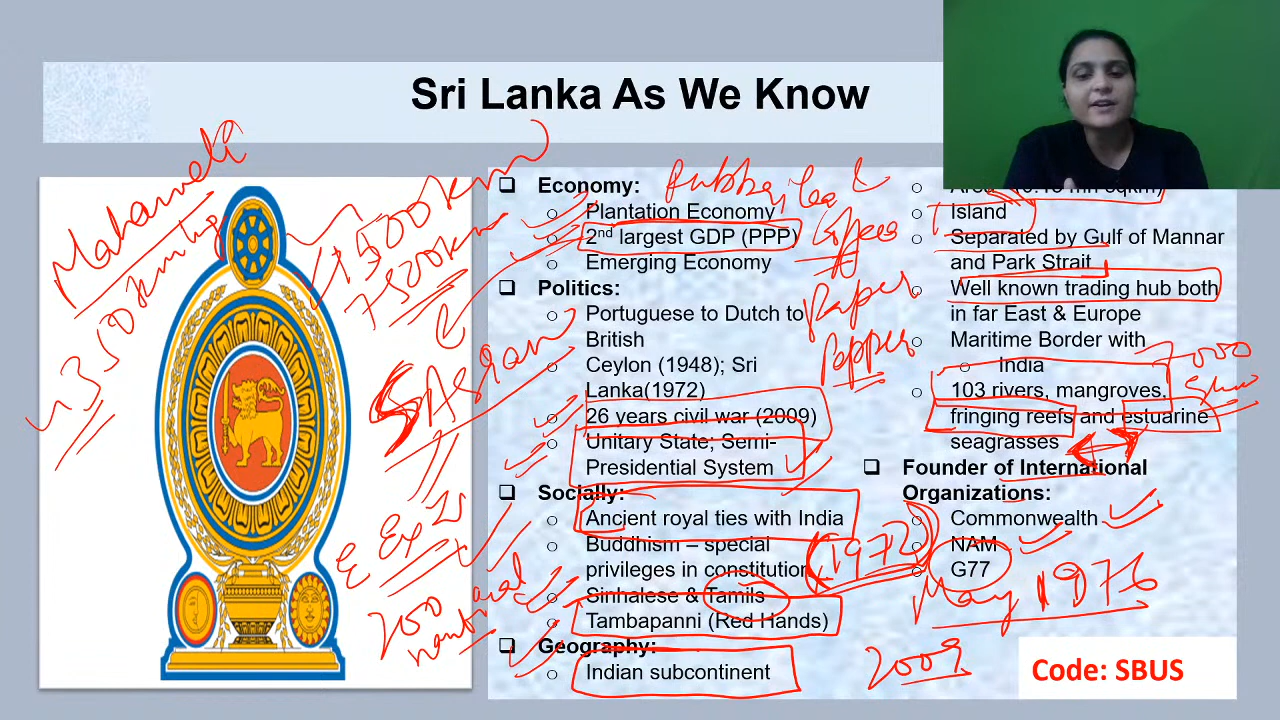 Sri Lanka As We Know
Mahaweli
❑ Economy:
Rubber, Tea &
o Plantation Economy
o 2nd largest GDP (PPP)
o Emerging Economy
Paper
Pepper
❑ Politics:
o Portuguese to Dutch to
British
o Ceylon (1948); Sri
Lanka(1972)
o 26 years civil war (2009)
o Unitary State; Semi-
Presidential System
❑ Socially:
o Ancient royal ties with India
o Buddhism – special
privileges in constitution
(1972)
o Sinhalese & Tamils
o Tambapanni (Red Hands)
❑ Geography:
o Indian subcontinent
o Island
o Separated by Gulf of Mannar
and Park Strait
o Well known trading hub both
in far East & Europe
o Maritime Border with
o India
7000
o 103 rivers, mangroves,
fringing reefs and estuarine
seagrasses
❑ Founder of International
Organizations:
o Commonwealth
o NAM
o G77
May 1976
2009
200
Code: SBUS